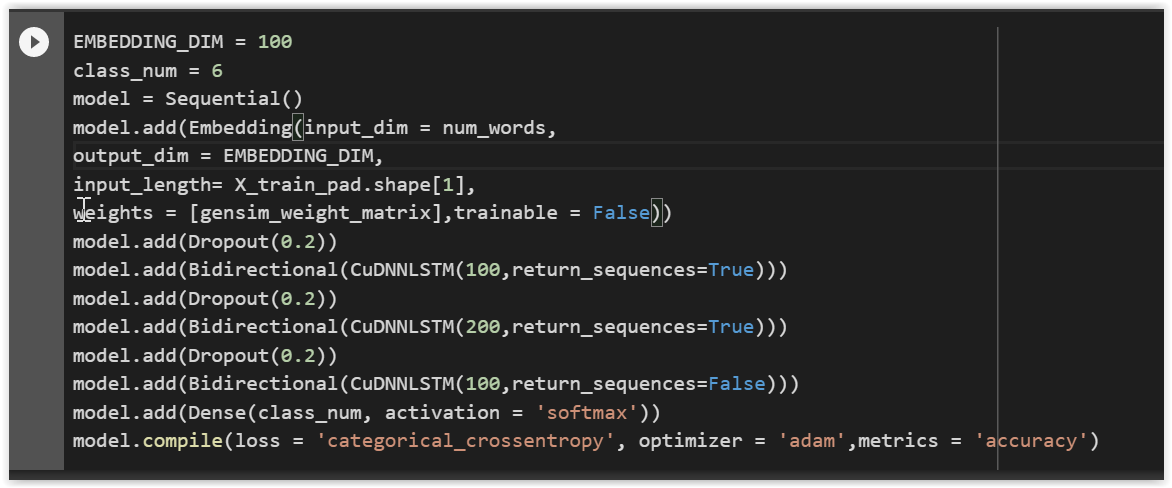 EMBEDDING_DIM = 100
class_num = 6
model = Sequential()
model.add(Embedding(input_dim = num_words,
output_dim = EMBEDDING_DIM,
input_length= X_train_pad.shape[1],
weights = [gensim_weight_matrix],trainable = False))
model.add(Dropout(0.2))
model.add(Bidirectional(CuDNNLSTM(100,return_sequences=True)))
model.add(Dropout(0.2))
model.add(Bidirectional(CuDNNLSTM(200,return_sequences=True)))
model.add(Dropout(0.2))
model.add(Bidirectional(CuDNNLSTM(100,return_sequences=False)))
model.add(Dense(class_num, activation = 'softmax'))
model.compile(loss = 'categorical_crossentropy', optimizer = 'adam',metrics = 'accuracy')